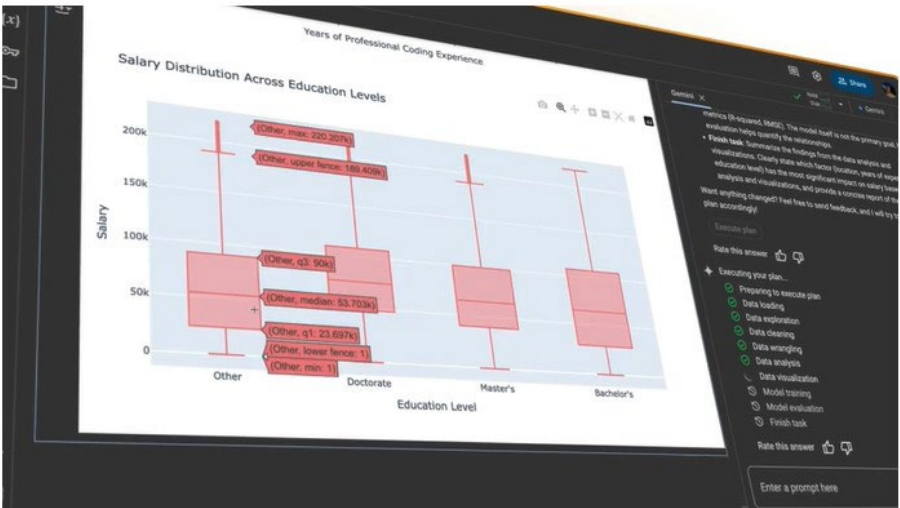 {x}
Years of Professional Coding Experience
Salary Distribution Across Education Levels
200k
150k
100k
50k
0
Salary
(Other, max: 220.207k)
(Other, upper fence: 189.409k)
(Other, q3: 90k)
(Other, median: 53.703k)
(Other, q1: 23.697k)
(Other, lower fence: 1)
(Other, min: 1)
Other
Doctorate
Master's
Bachelor's
Education Level
Share
Gemini
Gemini
metrics (R-squared, RMSE). The model itself is not the primary goal,
evaluation helps quantify the relationships.
• Finish task: Summarize the findings from the data analysis and
visualizations. Clearly state which factor (location, years of
education level) has the most significant impact on salary
analysis and visualizations, and provide a concise report of the
Want anything changed? Feel free to send feedback, and I will try to
plan accordingly!
Execute plan
Rate this answer
Executing your plan...
Preparing to execute plan
Data loading
Data exploration
Data cleaning
Data wrangling
Data analysis
Data visualization
Model training
Model evaluation
Finish task
Rate this answer
Enter a prompt here